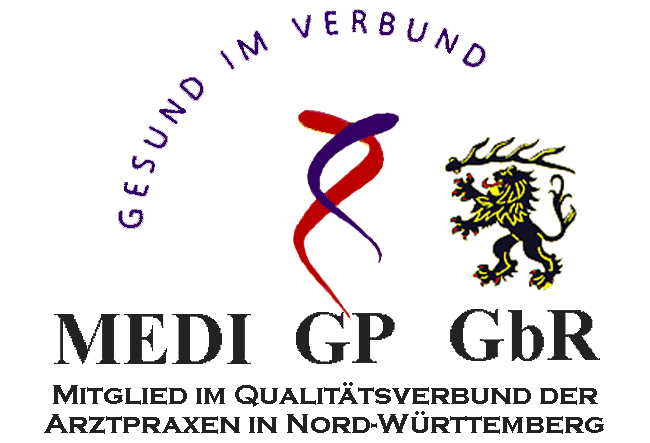 GESUND IM VERBUND
MEDI GP GbR
MITGLIED IM QUALITÄTSVERBUND DER
ARZTPRAXEN IN NORD-WÜRTTEMBERG